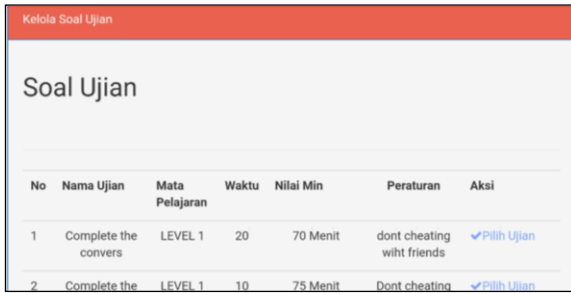 Kelola Soal Ujian
Soal Ujian
No Nama Ujian Mata Pelajaran Waktu Nilai Min Peraturan Aksi
1 Complete the convers LEVEL 1 20 70 Menit dont cheating wiht friends ✔Pilih Ujian
2 Complete the LEVEL 1 10 75 Menit Dont cheating ✔Pilih Ujian